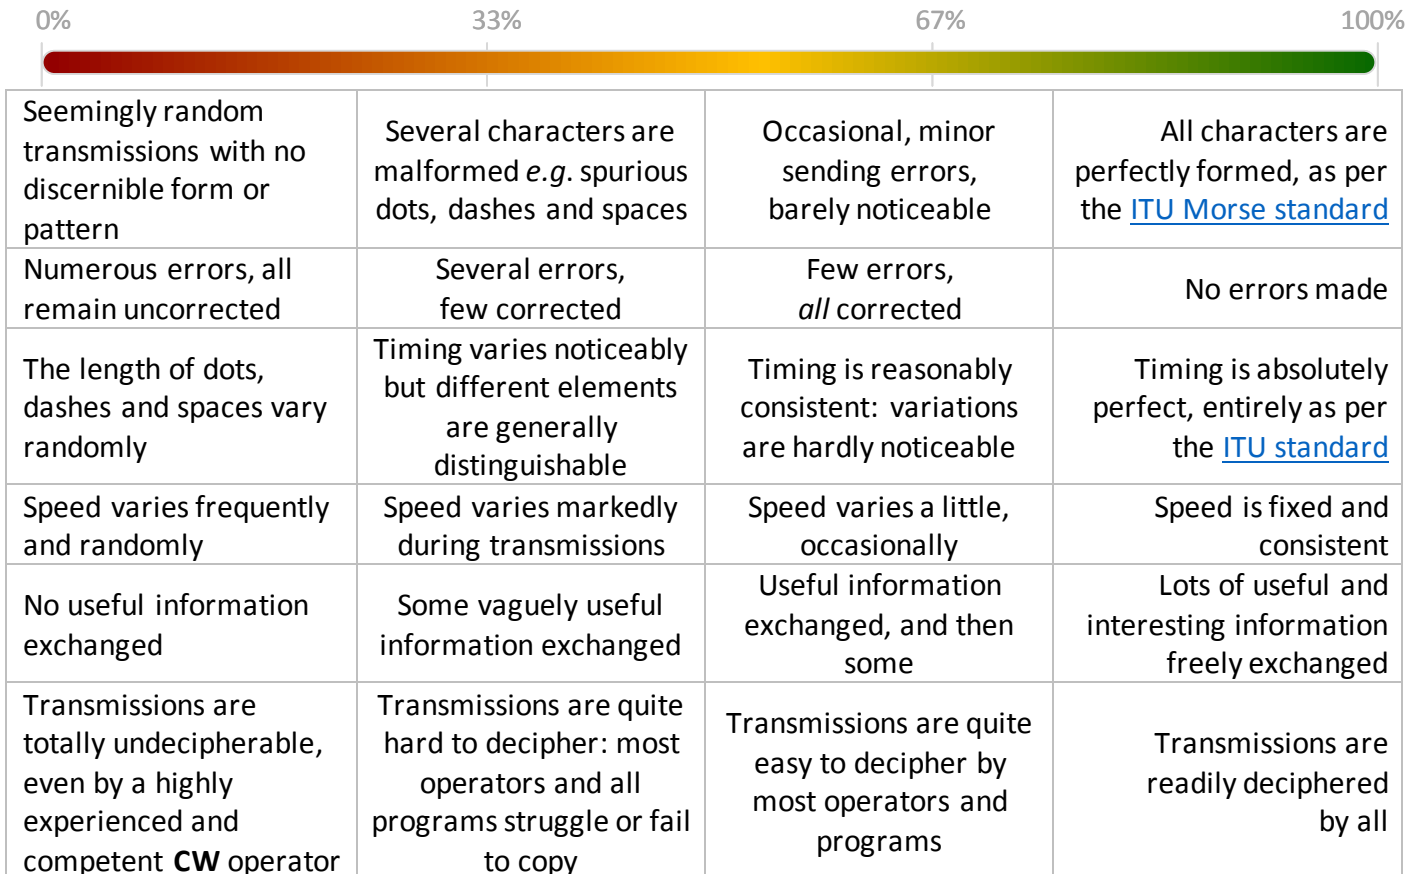 0% 33% 67% 100%
Seemingly random
transmissions with no
discernible form or
pattern
Several characters are
malformed e.g. spurious
dots, dashes and spaces
Occasional, minor
sending errors,
barely noticeable
All characters are
perfectly formed, as per
the ITU Morse standard
Numerous errors, all
remain uncorrected
Several errors,
few corrected
Few errors,
all corrected
No errors made
The length of dots,
dashes and spaces vary
randomly
Timing varies noticeably
but different elements
are generally
distinguishable
Timing is reasonably
consistent: variations
are hardly noticeable
Timing is absolutely
perfect, entirely as per
the ITU standard
Speed varies frequently
and randomly
Speed varies markedly
during transmissions
Speed varies a little,
occasionally
Speed is fixed and
consistent
No useful information
exchanged
Some vaguely useful
information exchanged
Useful information
exchanged, and then
some
Lots of useful and
interesting information
freely exchanged
Transmissions are
totally undecipherable,
even by a highly
experienced and
competent CW operator
Transmissions are quite
hard to decipher: most
operators and all
programs struggle or fail
to copy
Transmissions are quite
easy to decipher by
most operators and
programs
Transmissions are
readily deciphered
by all